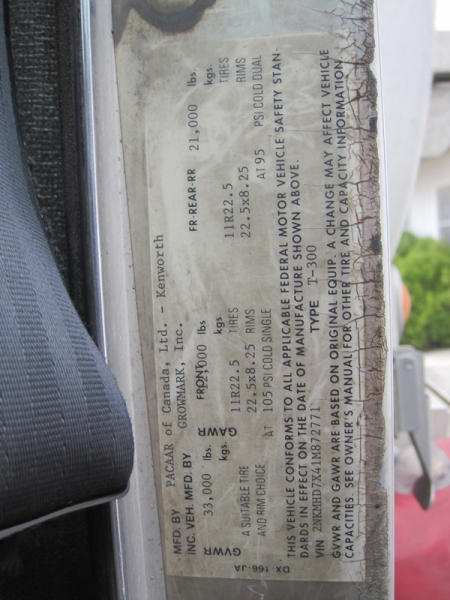 MFD. BY PACAAR of Canada, Ltd. - Kenworth
INC. VEH. MFD. BY GROWMARK, Inc.
GVWR 33,000 lbs. kgs. FRONT ,000 lbs kgs. FR-REAR-RR 21,000 lbs. kgs.
A SUITABLE TIRE AND RIM CHOICE
GAWR 11R22.5 TIRES 11R22.5 TIRES
22.5x8.25 RIMS 22.5x8.25 RIMS
AT 105 PSI COLD SINGLE AT 95 PSI COLD DUAL
THIS VEHICLE CONFORMS TO ALL APPLICABLE FEDERAL MOTOR VEHICLE SAFETY STAN-
DARDS IN EFFECT ON THE DATE OF MANUFACTURE SHOWN ABOVE.
VIN 2NKMHD7X41M872771 TYPE T-300
GVWR AND GAWR ARE BASED ON ORIGINAL EQUIP. A CHANGE MAY AFFECT VEHICLE
CAPACITIES. SEE OWNER'S MANUAL FOR OTHER TIRE AND CAPACITY INFORMATION.
DX 166-JA